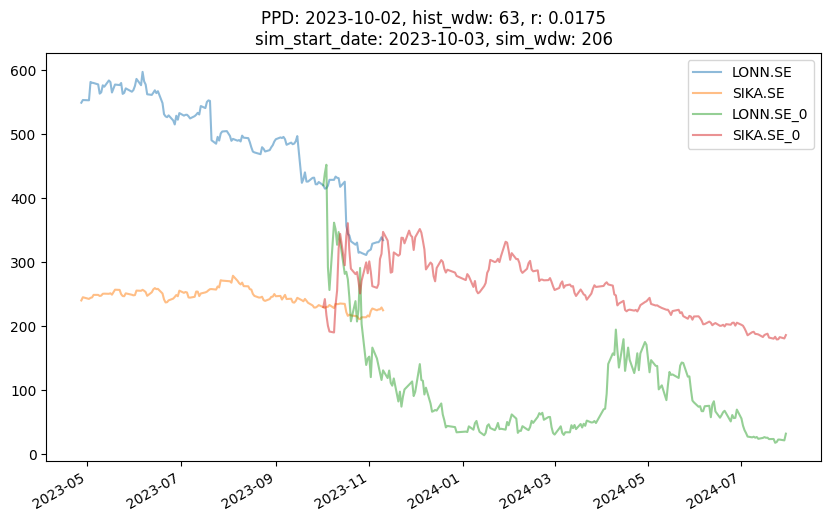 PPD: 2023-10-02, hist_wdw: 63, r: 0.0175
sim_start_date: 2023-10-03, sim_wdw: 206
LONN.SE
SIKA.SE
LONN.SE_0
SIKA.SE_0
600
500
400
300
200
100
0
2023-05
2023-07
2023-09
2023-11
2024-01
2024-03
2024-05
2024-07